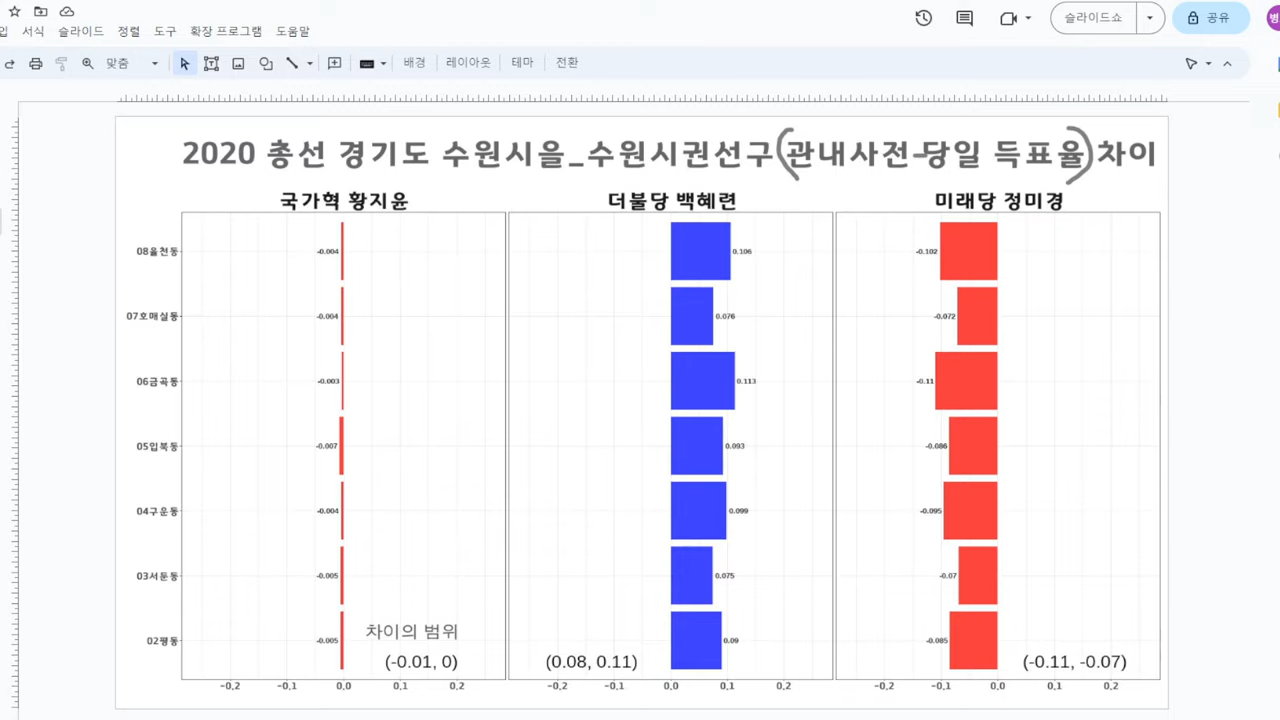 입 서식 슬라이드 정렬 도구 확장 프로그램 도움말
슬라이드쇼 공유 병
맞춤 배경 레이아웃 테마 전환
2020 총선 경기도 수원시을_수원시권선구(관내사전-당일 득표율)차이
국가혁 황지윤 더불당 백혜련 미래당 정미경
08율천동 -0.004 0.106 -0.102
07호매실동 -0.004 0.076 -0.072
06금곡동 -0.003 0.113 -0.11
05입북동 -0.007 0.093 -0.086
04구운동 -0.004 0.099 -0.095
03서둔동 -0.005 0.075 -0.07
02평동 -0.005 0.09 -0.085
차이의 범위
(-0.01, 0) (0.08, 0.11) (-0.11, -0.07)
-0.2 -0.1 0.0 0.1 0.2 -0.2 -0.1 0.0 0.1 0.2 -0.2 -0.1 0.0 0.1 0.2